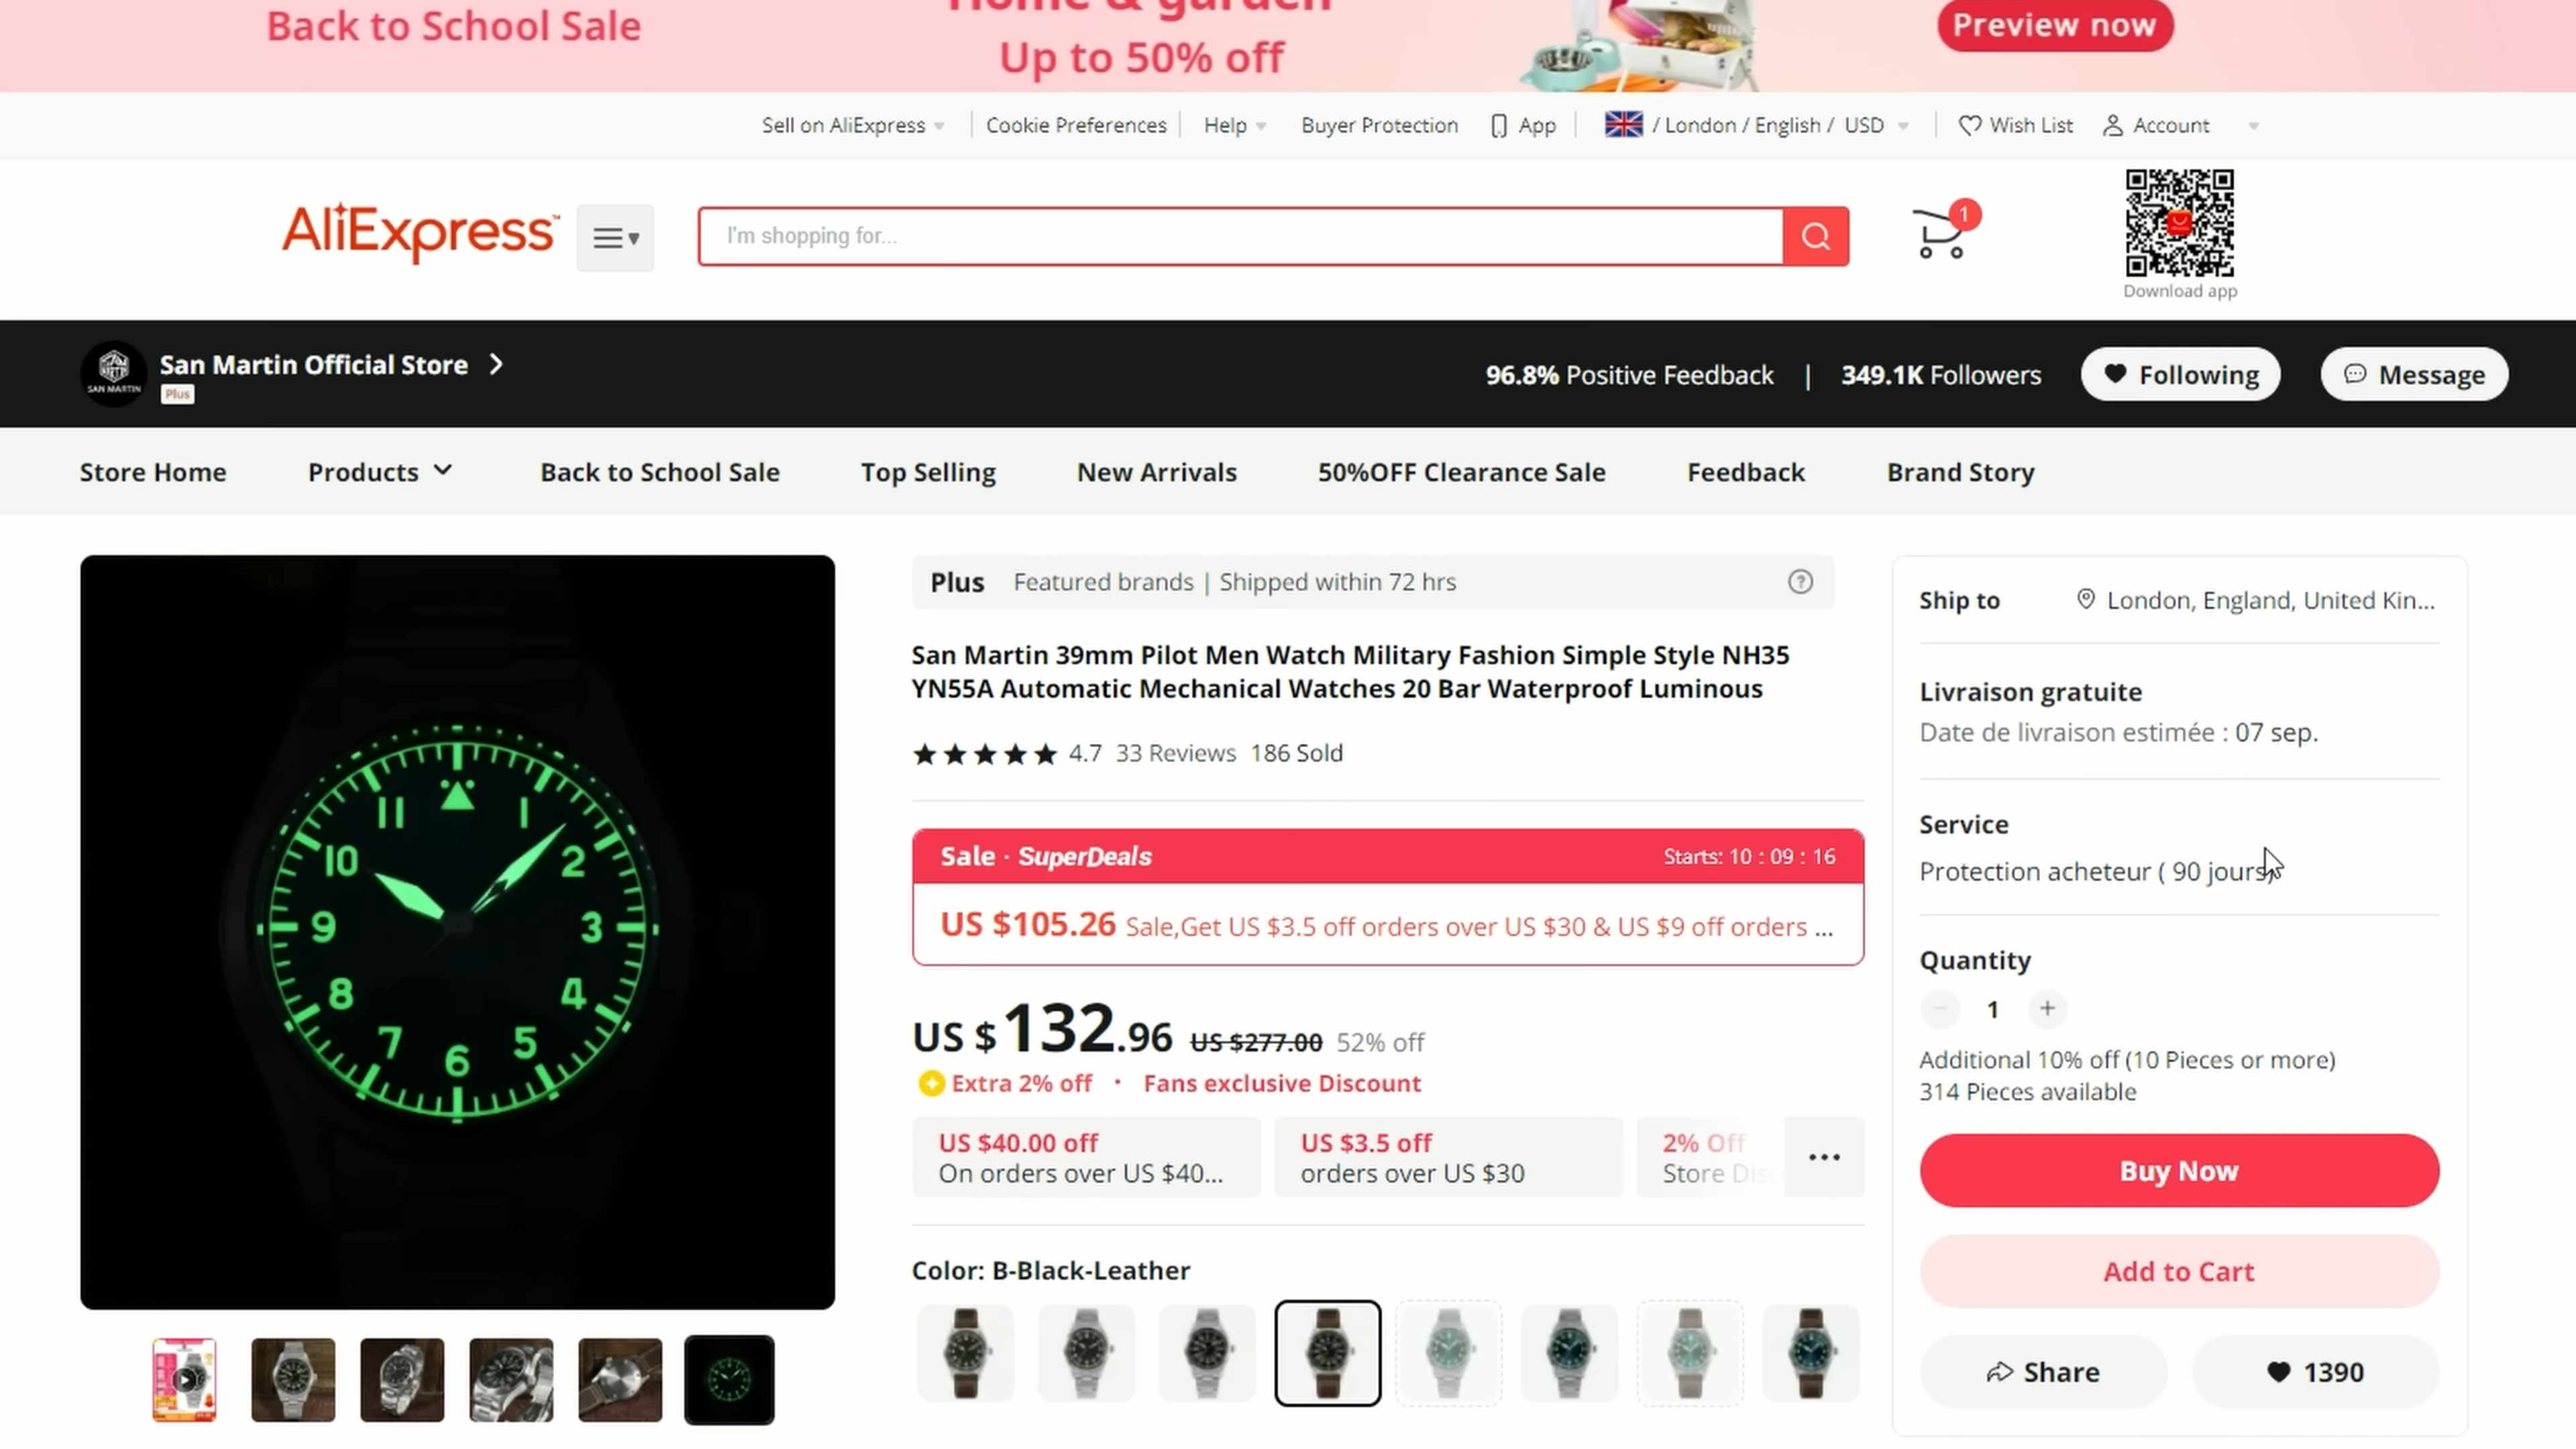 Back to School Sale
Home & garden
Up to 50% off
Preview now
Sell on AliExpress
Cookie Preferences
Help
Buyer Protection
App
/ London / English / USD
Wish List
Account
AliExpress™
I'm shopping for...
1
Download app
SAN MARTIN
San Martin Official Store
Plus
96.8% Positive Feedback | 349.1K Followers
Following
Message
Store Home
Products
Back to School Sale
Top Selling
New Arrivals
50%OFF Clearance Sale
Feedback
Brand Story
11 1 10 2 9 3 8 4 7 6 5
Plus Featured brands | Shipped within 72 hrs
San Martin 39mm Pilot Men Watch Military Fashion Simple Style NH35
YN55A Automatic Mechanical Watches 20 Bar Waterproof Luminous
4.7 33 Reviews 186 Sold
Sale · SuperDeals
Starts: 10 : 09 : 16
US $105.26 Sale,Get US $3.5 off orders over US $30 & US $9 off orders ...
US $132.96 US $277.00 52% off
Extra 2% off · Fans exclusive Discount
US $40.00 off
On orders over US $40...
US $3.5 off
orders over US $30
2% Off
Store Disc
Color: B-Black-Leather
Ship to
London, England, United Kin...
Livraison gratuite
Date de livraison estimée : 07 sep.
Service
Protection acheteur ( 90 jours)
Quantity
1
Additional 10% off (10 Pieces or more)
314 Pieces available
Buy Now
Add to Cart
Share
1390